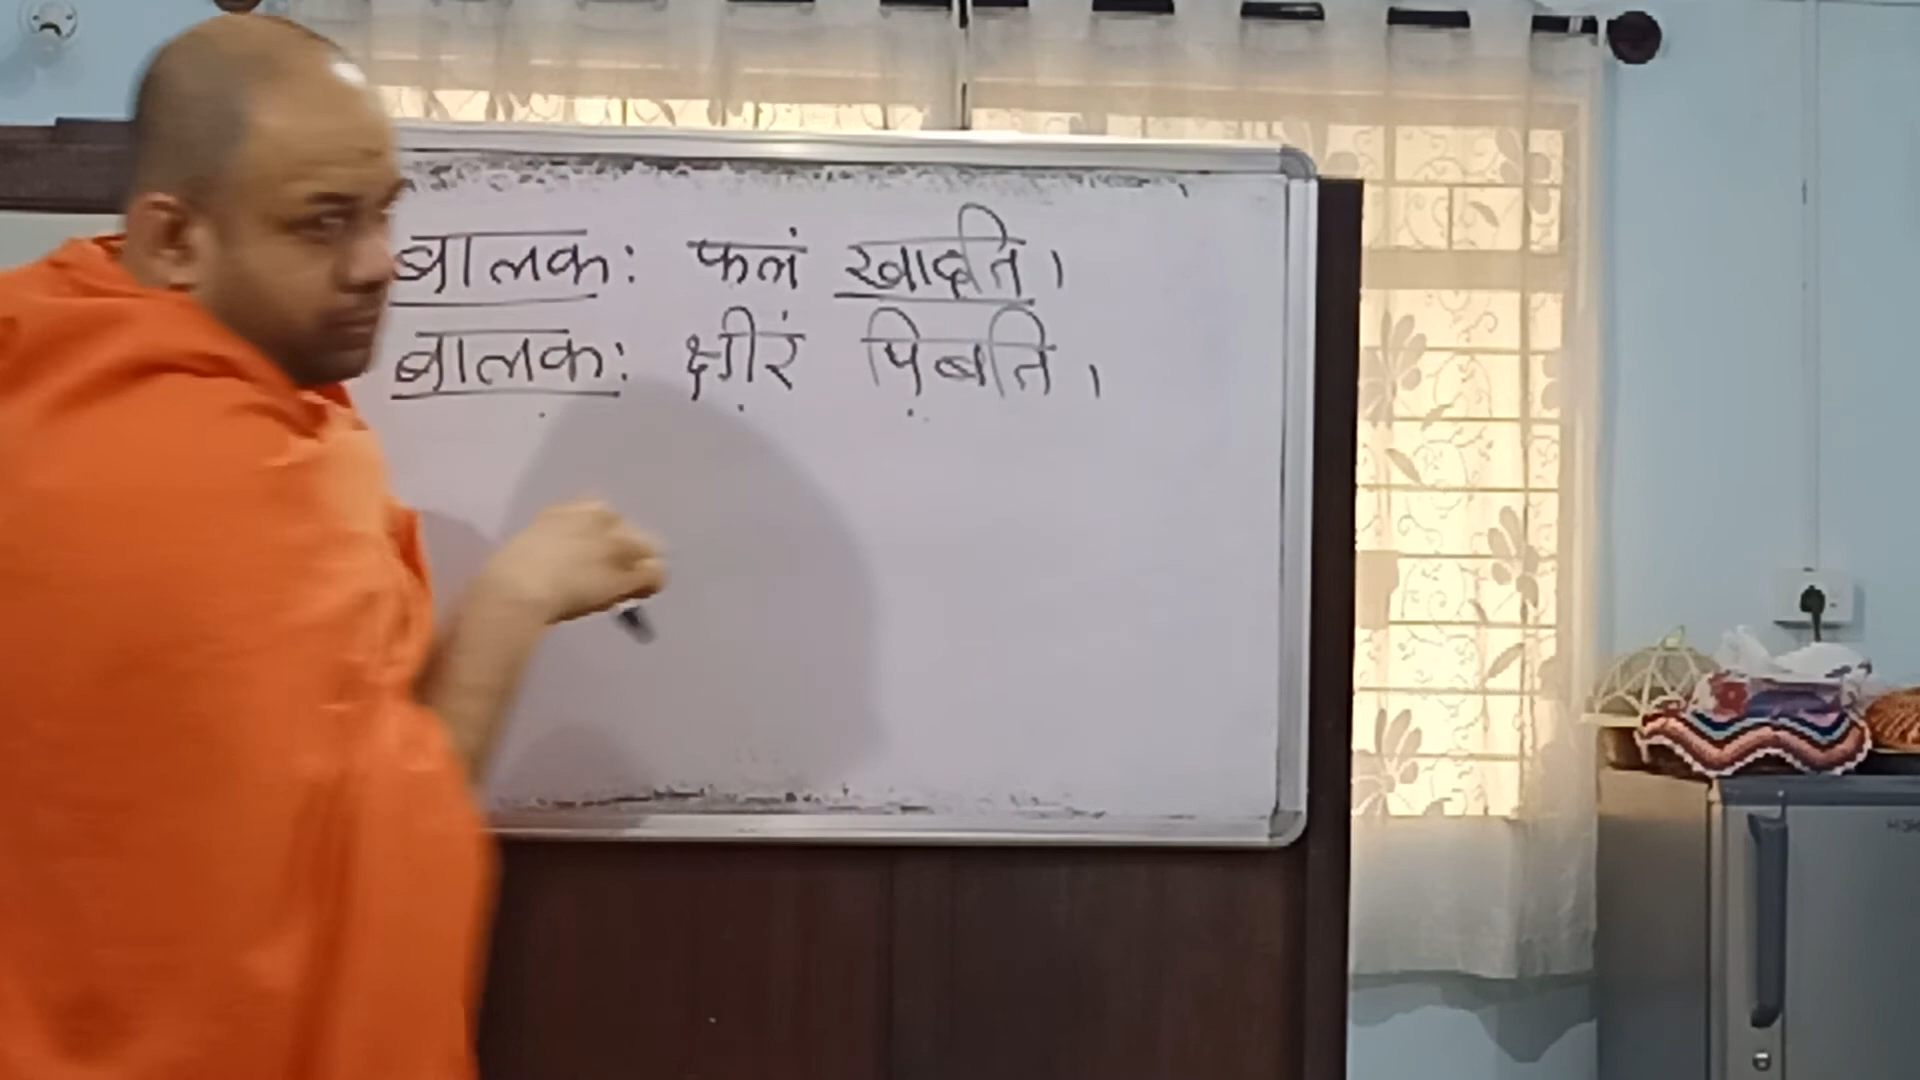 बालकः फलं खादति।
बालकः क्षीरं पिबति।